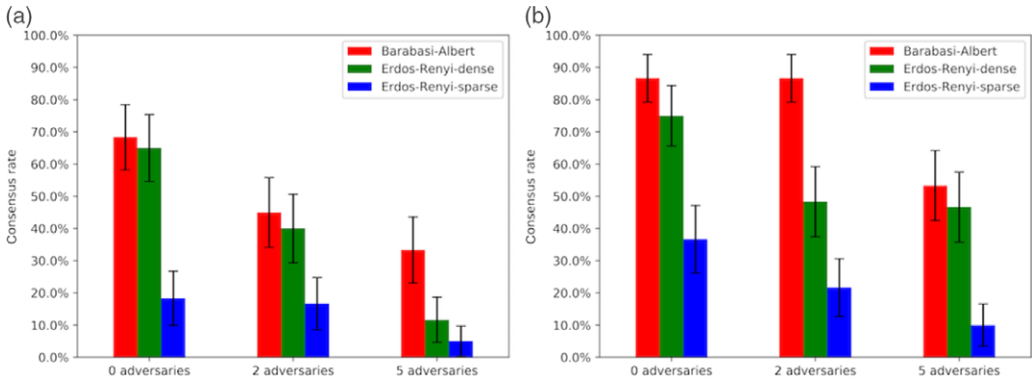 (a)
100.0%
90.0%
80.0%
70.0%
60.0%
50.0%
40.0%
30.0%
20.0%
10.0%
0.0%
Consensus rate
Barabasi-Albert
Erdos-Renyi-dense
Erdos-Renyi-sparse
0 adversaries
2 adversaries
5 adversaries
(b)
100.0%
90.0%
80.0%
70.0%
60.0%
50.0%
40.0%
30.0%
20.0%
10.0%
0.0%
Consensus rate
Barabasi-Albert
Erdos-Renyi-dense
Erdos-Renyi-sparse
0 adversaries
2 adversaries
5 adversaries